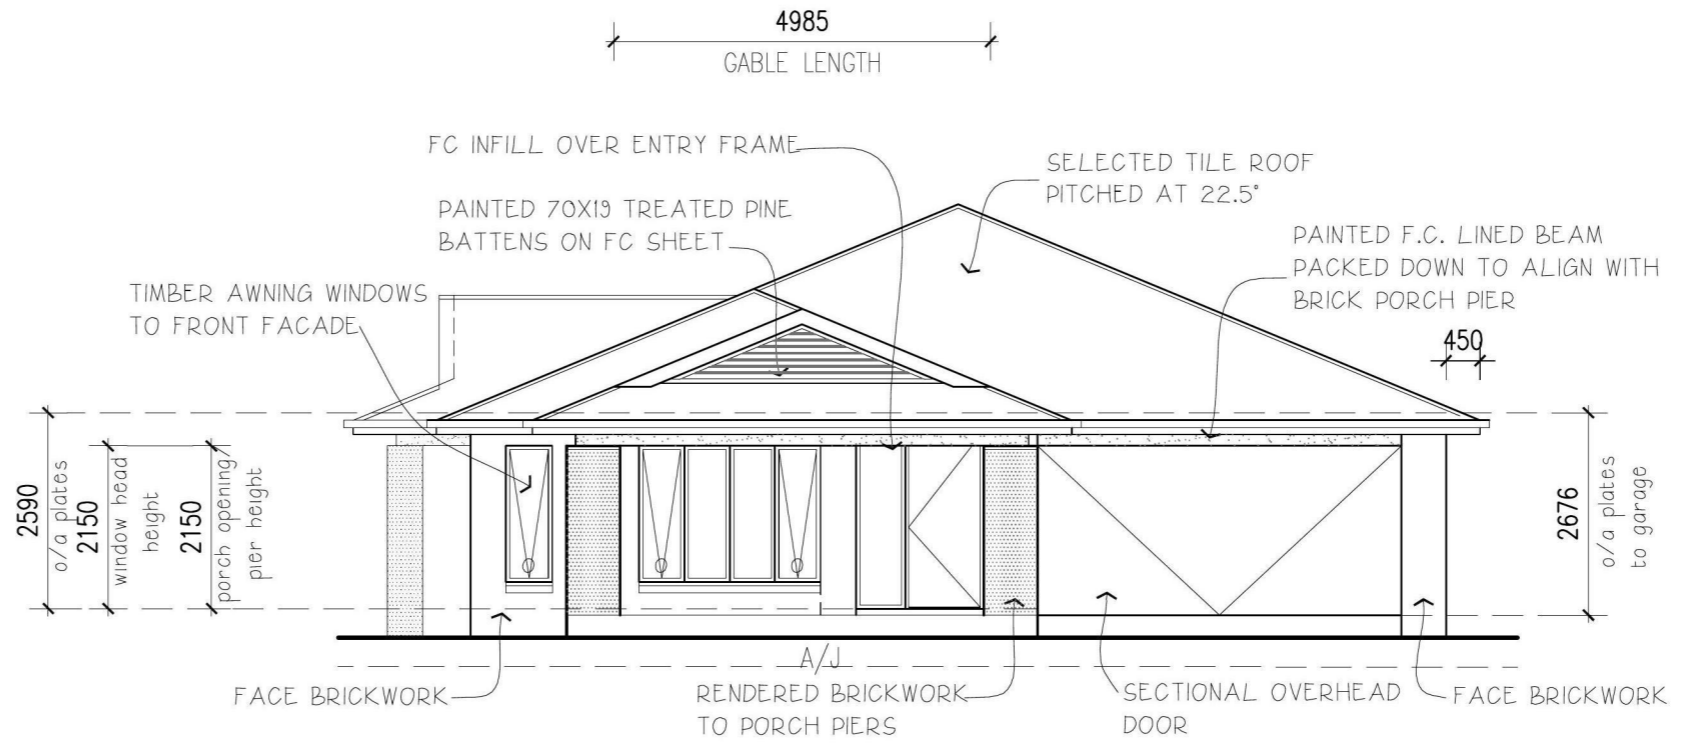 4985
GABLE LENGTH
FC INFILL OVER ENTRY FRAME
SELECTED TILE ROOF
PITCHED AT 22.5°
PAINTED 70X19 TREATED PINE
BATTENS ON FC SHEET
PAINTED F.C. LINED BEAM
PACKED DOWN TO ALIGN WITH
BRICK PORCH PIER
TIMBER AWNING WINDOWS
TO FRONT FACADE
450
2590
o/a plates
2150
window head
height
2150
porch opening/
pier height
2676
o/a plates
to garage
A/J
FACE BRICKWORK
RENDERED BRICKWORK
TO PORCH PIERS
SECTIONAL OVERHEAD
DOOR
FACE BRICKWORK